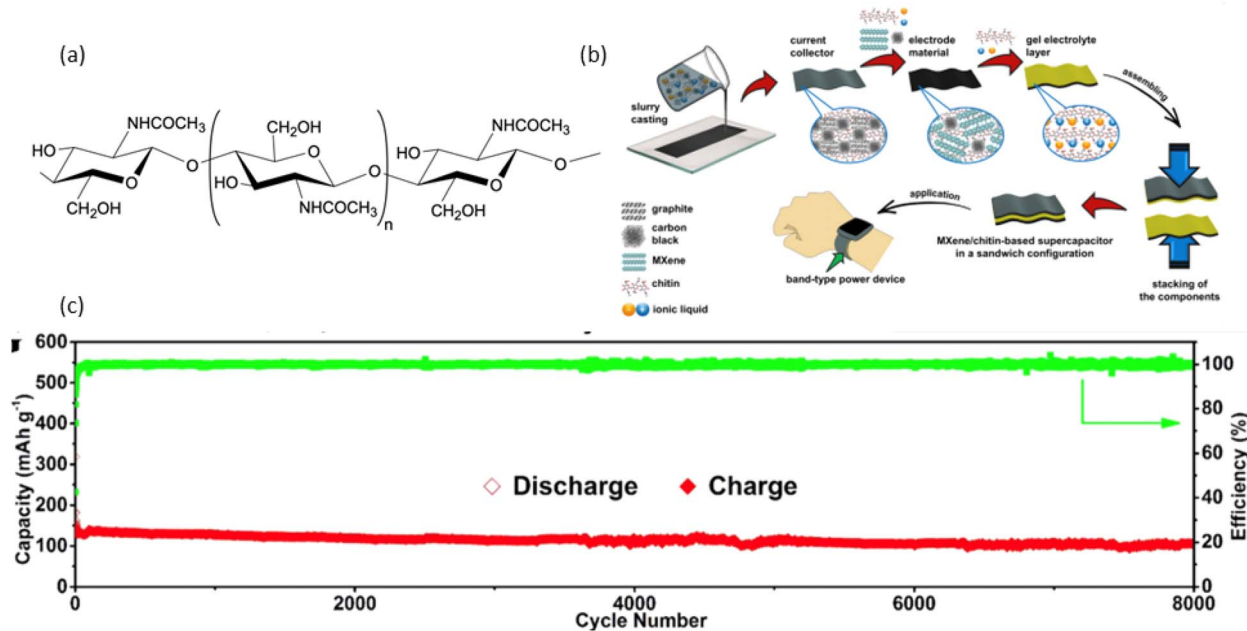 (a)
NHCOCH3
HO
O
O
CH2OH
CH2OH
O
HO
NHCOCH3
O
n
NHCOCH3
HO
O
O
CH2OH
(b)
slurry
casting
current
collector
electrode
material
gel electrolyte
layer
assembling
graphite
carbon
black
MXene
chitin
ionic liquid
application
band-type power device
MXene/chitin-based supercapacitor
in a sandwich configuration
stacking of
the components
(c)
Capacity (mAh g⁻¹)
600
500
400
300
200
100
0
Discharge
Charge
100
80
60
40
20
0
Efficiency (%)
0
2000
4000
6000
8000
Cycle Number